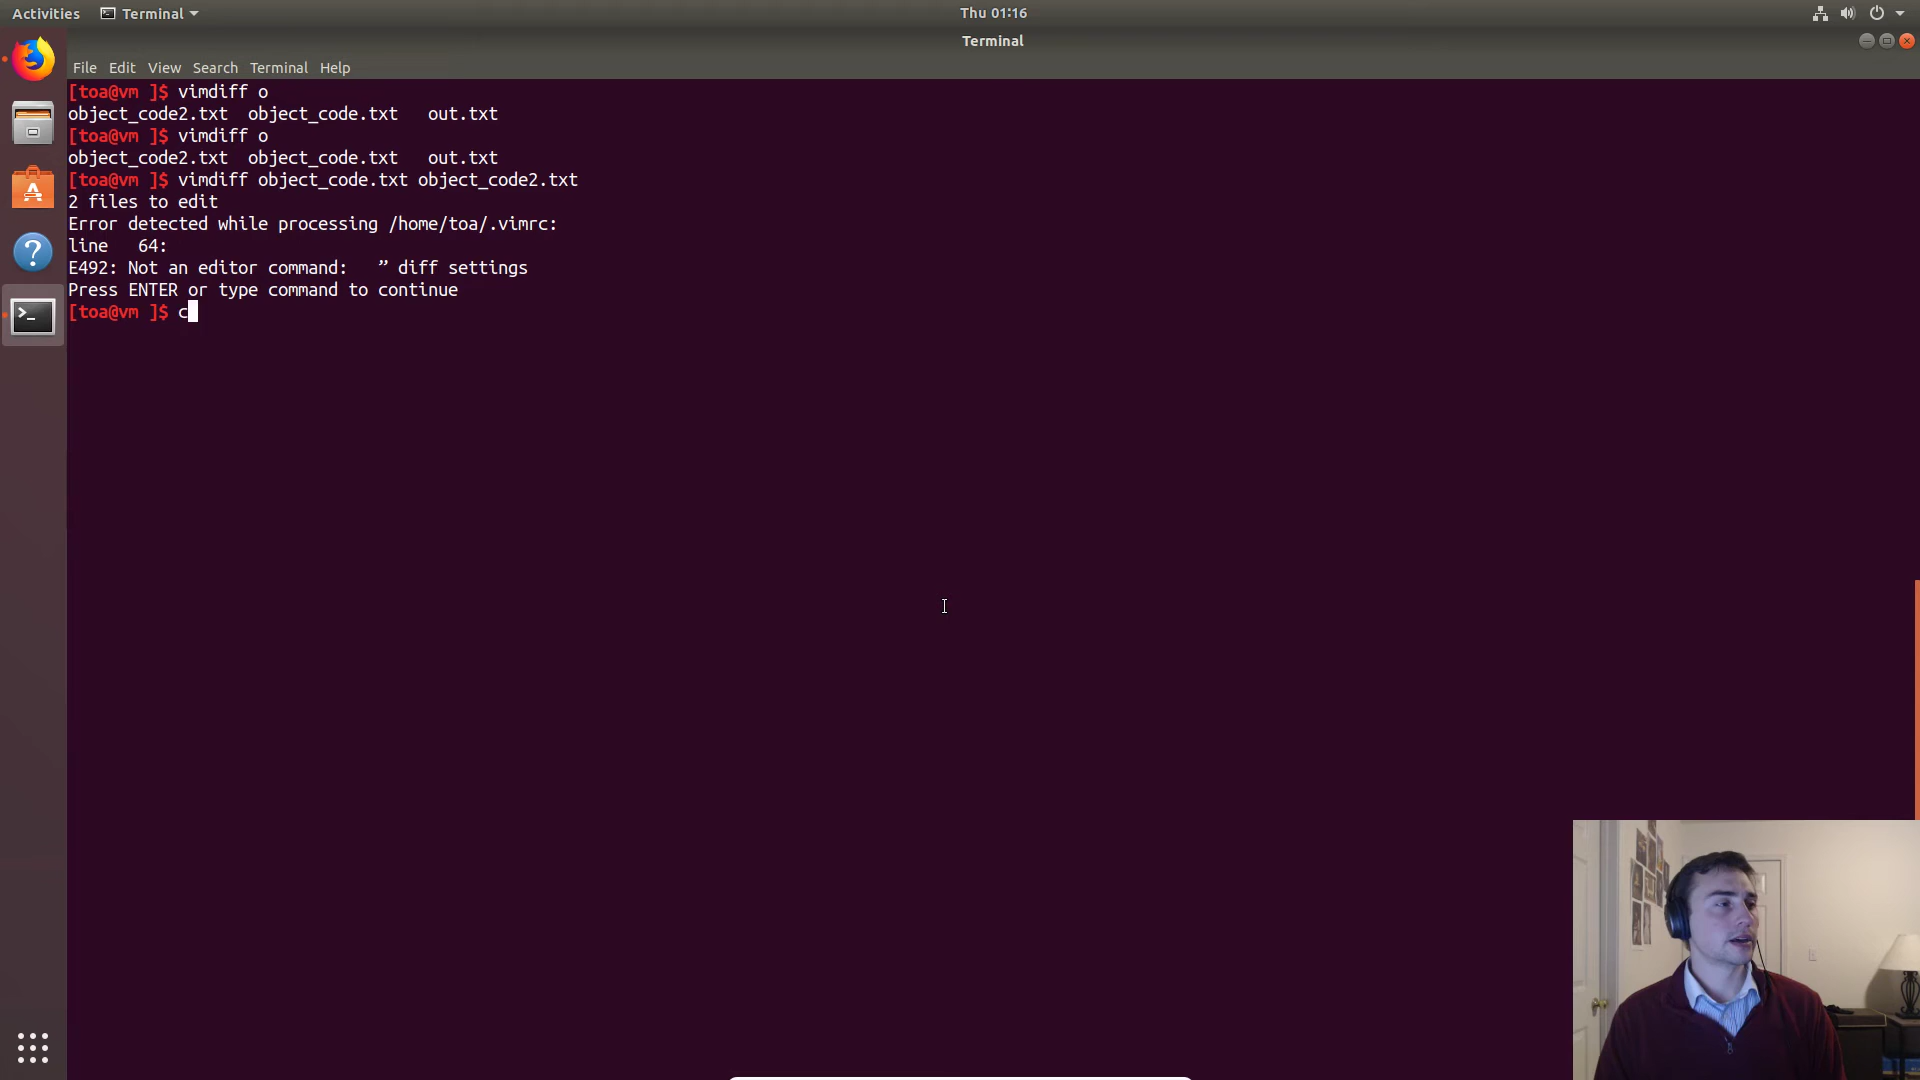 Activities Terminal Thu 01:16
Terminal
File Edit View Search Terminal Help
[toa@vm ]$ vimdiff o
object_code2.txt object_code.txt out.txt
[toa@vm ]$ vimdiff o
object_code2.txt object_code.txt out.txt
[toa@vm ]$ vimdiff object_code.txt object_code2.txt
2 files to edit
Error detected while processing /home/toa/.vimrc:
line 64:
E492: Not an editor command: ” diff settings
Press ENTER or type command to continue
[toa@vm ]$ c